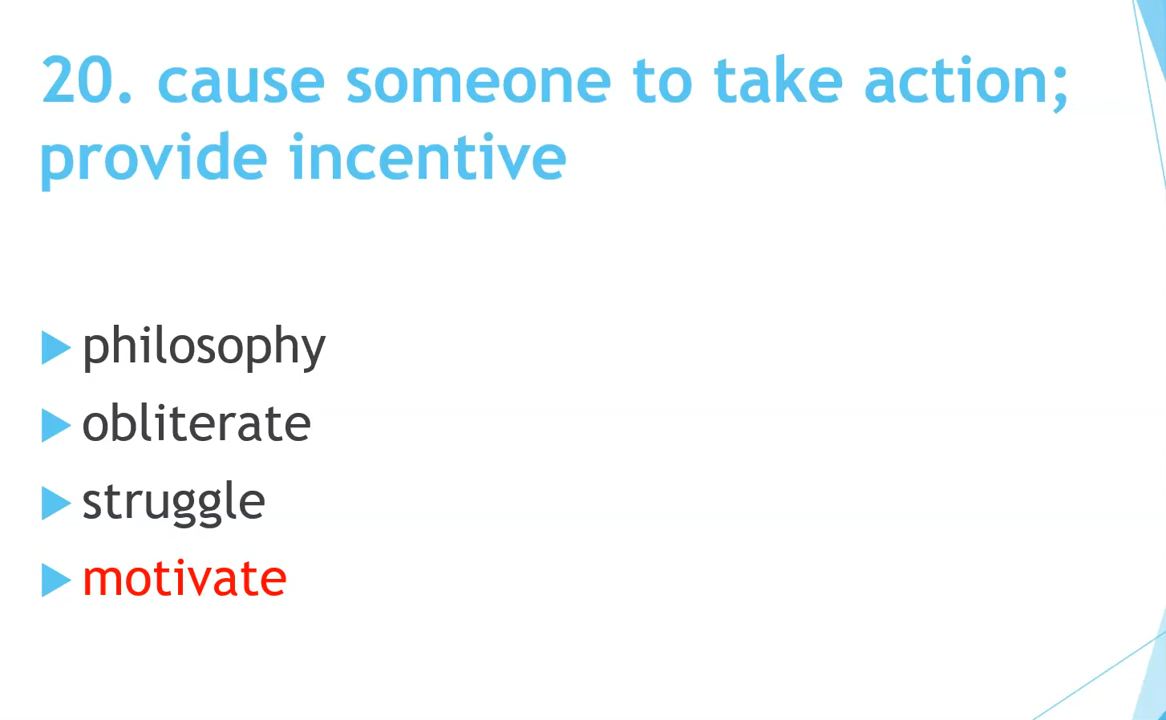 20. cause someone to take action;
provide incentive
philosophy
obliterate
struggle
motivate